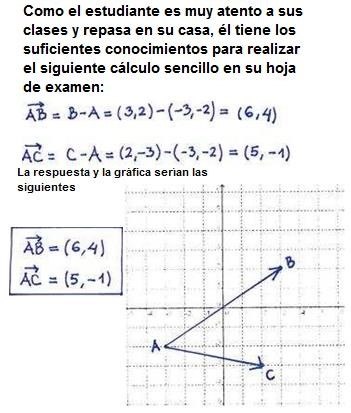 Como el estudiante es muy atento a sus
clases y repasa en su casa, él tiene los
suficientes conocimientos para realizar
el siguiente cálculo sencillo en su hoja
de examen:
AB = B-A = (3,2)-(-3,-2) = (6,4)
AC = C-A = (2,-3)-(-3,-2) = (5,-1)
La respuesta y la gráfica serian las
siguientes
AB = (6,4)
AC = (5,-1)
B
A
C